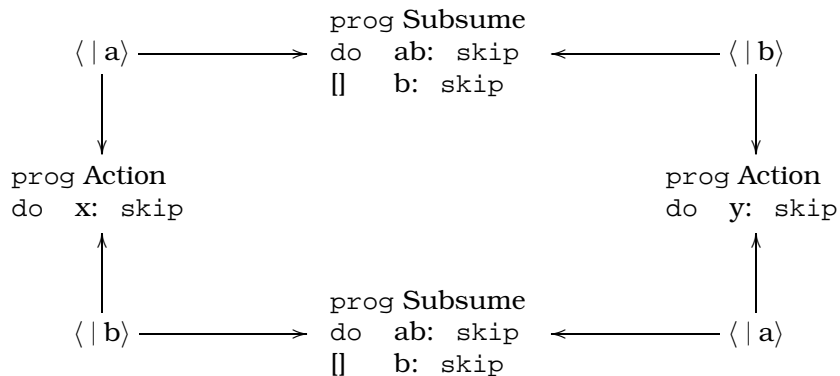 prog Subsume
⟨ | a⟩ do ab: skip ⟨ | b⟩
[] b: skip
prog Action prog Action
do x: skip do y: skip
prog Subsume
⟨ | b⟩ do ab: skip ⟨ | a⟩
[] b: skip